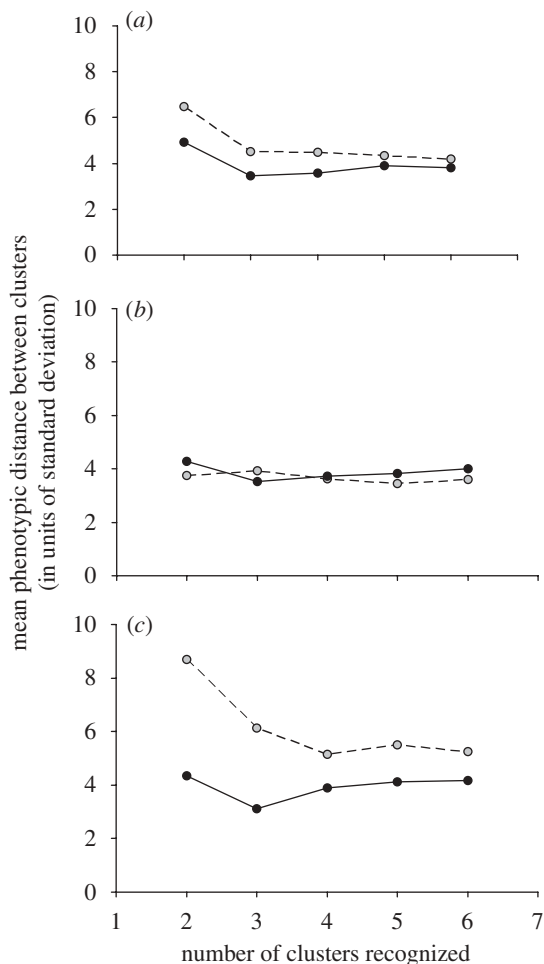 mean phenotypic distance between clusters
(in units of standard deviation)
(a)
10
8
6
4
2
0
(b)
10
8
6
4
2
0
(c)
10
8
6
4
2
0
1 2 3 4 5 6 7
number of clusters recognized